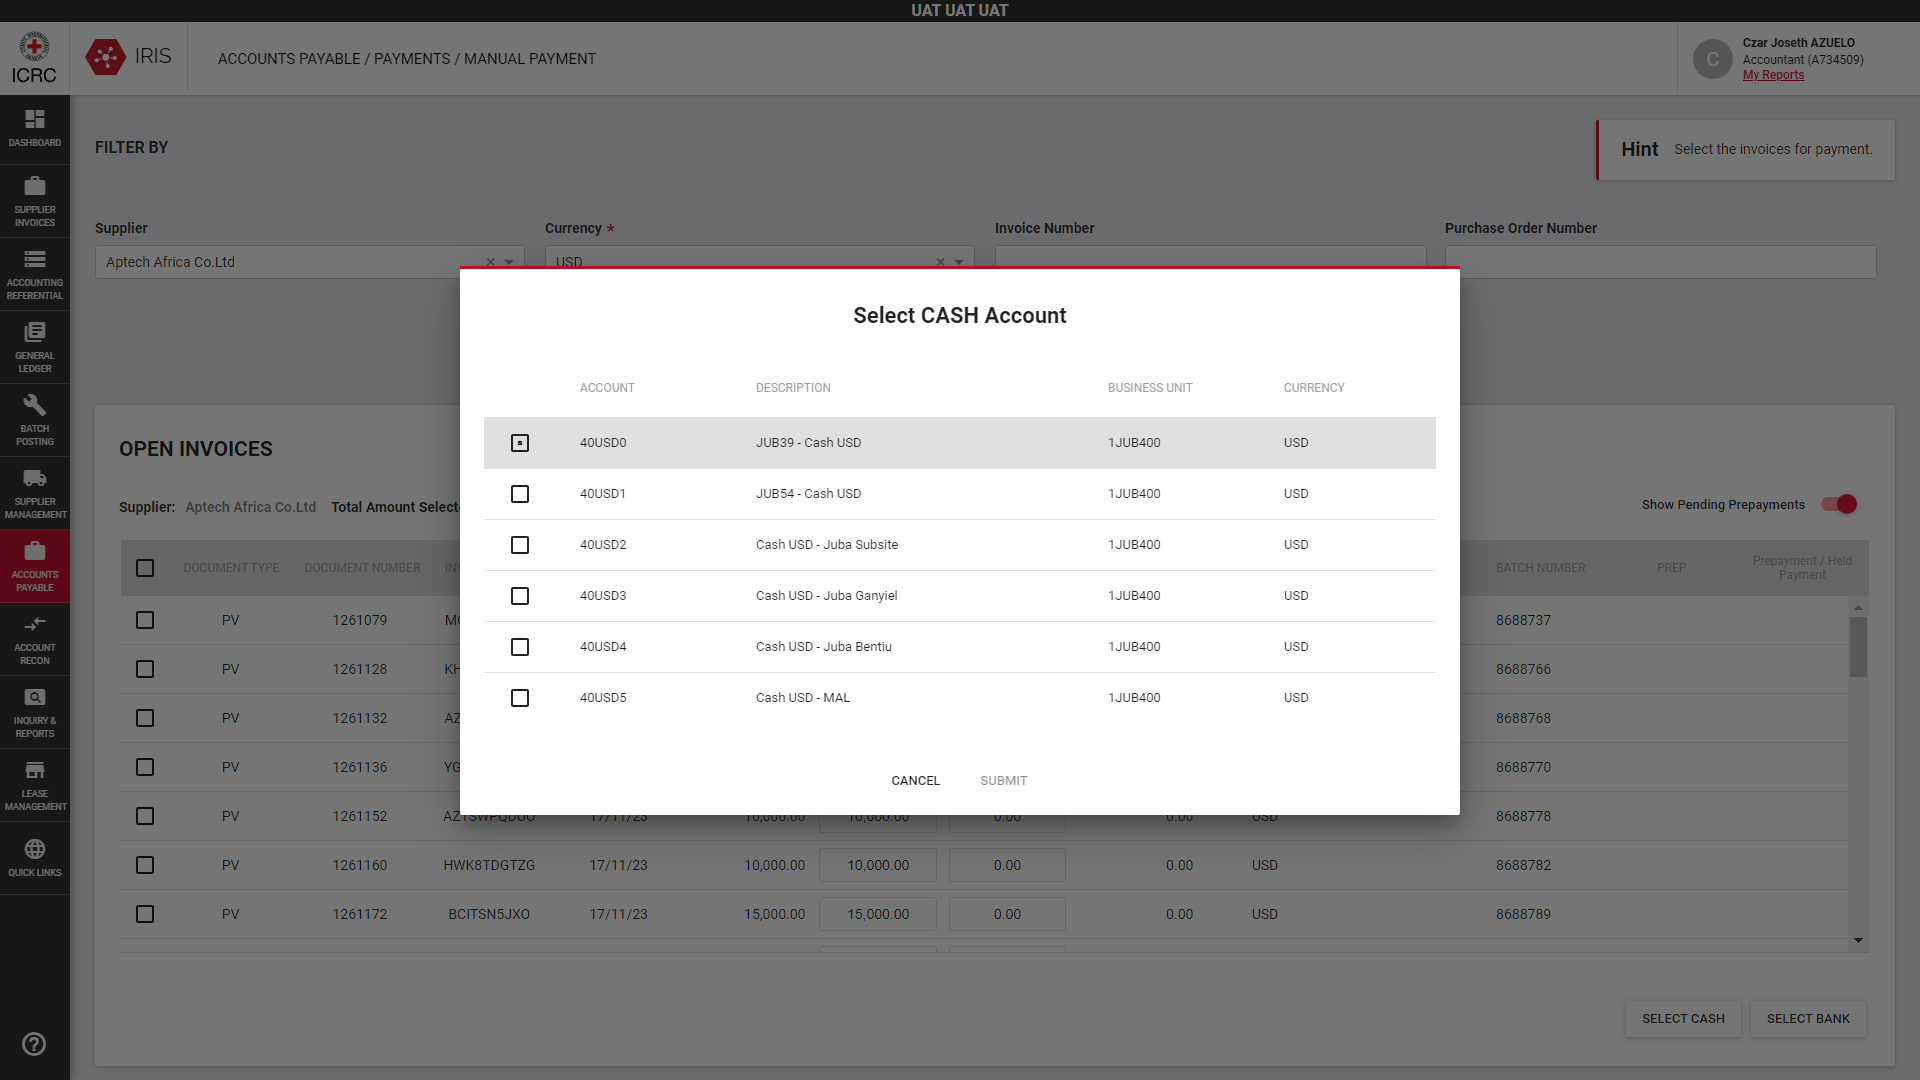 UAT UAT UAT
ICRC
IRIS
ACCOUNTS PAYABLE / PAYMENTS / MANUAL PAYMENT
C
Czar Joseth AZUELO
Accountant (A734509)
My Reports
DASHBOARD
SUPPLIER
INVOICES
ACCOUNTING
REFERENTIAL
GENERAL
LEDGER
BATCH
POSTING
SUPPLIER
MANAGEMENT
ACCOUNTS
PAYABLE
ACCOUNT
RECON
INQUIRY &
REPORTS
LEASE
MANAGEMENT
QUICK LINKS
FILTER BY
Hint Select the invoices for payment.
Supplier Currency * Invoice Number Purchase Order Number
Aptech Africa Co.Ltd USD
Select CASH Account
ACCOUNT DESCRIPTION BUSINESS UNIT CURRENCY
40USD0 JUB39 - Cash USD 1JUB400 USD
40USD1 JUB54 - Cash USD 1JUB400 USD
40USD2 Cash USD - Juba Subsite 1JUB400 USD
40USD3 Cash USD - Juba Ganyiel 1JUB400 USD
40USD4 Cash USD - Juba Bentiu 1JUB400 USD
40USD5 Cash USD - MAL 1JUB400 USD
CANCEL SUBMIT
OPEN INVOICES
Supplier: Aptech Africa Co.Ltd Total Amount Selecte
Show Pending Prepayments
DOCUMENT TYPE DOCUMENT NUMBER BATCH NUMBER PREP Prepayment / Held
Payment
PV 1261079 8688737
PV 1261128 KH 8688766
PV 1261132 AZ 8688768
PV 1261136 YG 8688770
PV 1261152 AZ1SWPQDUO 17/11/23 10,000.00 10,000.00 0.00 0.00 USD 8688778
PV 1261160 HWK8TDGTZG 17/11/23 10,000.00 10,000.00 0.00 0.00 USD 8688782
PV 1261172 BCITSN5JXO 17/11/23 15,000.00 15,000.00 0.00 0.00 USD 8688789
SELECT CASH SELECT BANK